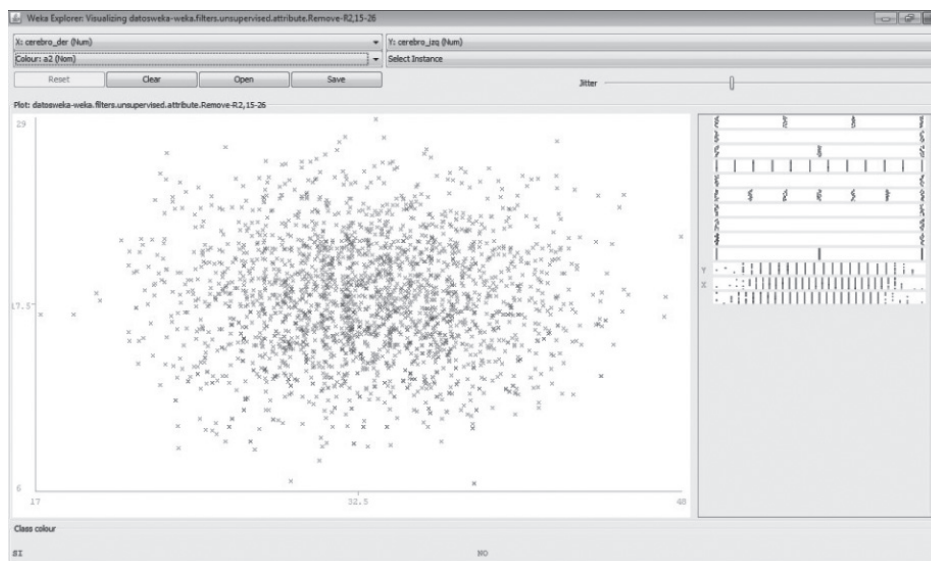 Weka Explorer: Visualizing datosweka-weka.filters.unsupervised.attribute.Remove-R2,15-26
X: cerebro_der (Num)
Y: cerebro_izq (Num)
Colour: a2 (Nom)
Select Instance
Reset
Clear
Open
Save
Jitter
Plot: datosweka-weka.filters.unsupervised.attribute.Remove-R2,15-26
29
17.5
6
17
32.5
48
Y
X
Class colour
SI
NO